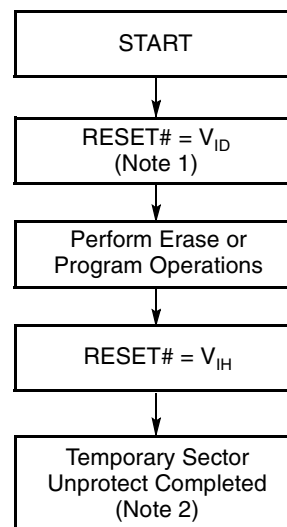 START
RESET# = VID
(Note 1)
Perform Erase or
Program Operations
RESET# = VIH
Temporary Sector
Unprotect Completed
(Note 2)